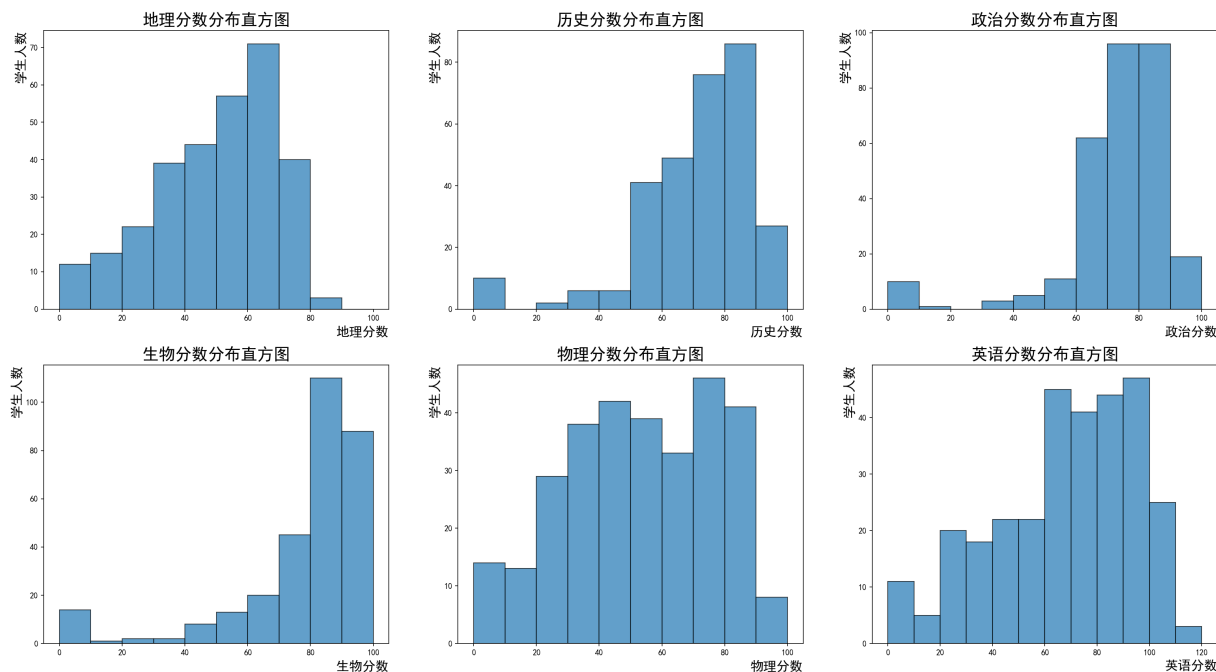 地理分数分布直方图
学生人数
70
60
50
40
30
20
10
0
0 20 40 60 80 100
地理分数
历史分数分布直方图
学生人数
80
60
40
20
0
0 20 40 60 80 100
历史分数
政治分数分布直方图
学生人数
100
80
60
40
20
0
0 20 40 60 80 100
政治分数
生物分数分布直方图
学生人数
100
80
60
40
20
0
0 20 40 60 80 100
生物分数
物理分数分布直方图
学生人数
40
30
20
10
0
0 20 40 60 80 100
物理分数
英语分数分布直方图
学生人数
40
30
20
10
0
0 20 40 60 80 100 120
英语分数